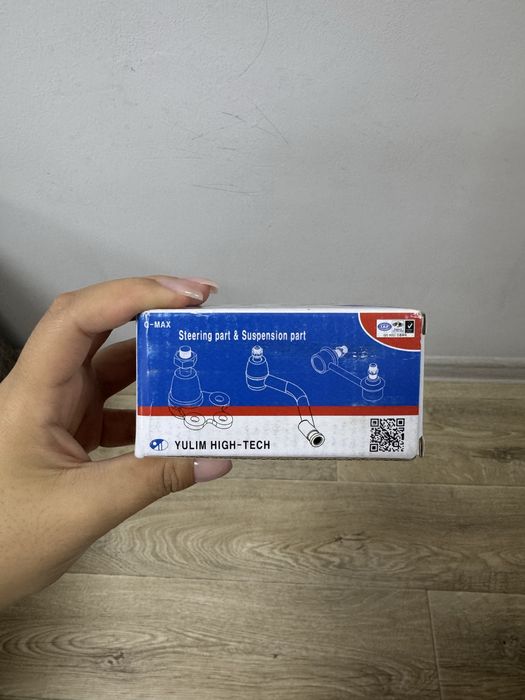 G-MAX
Steering part & Suspension part
YULIM HIGH-TECH